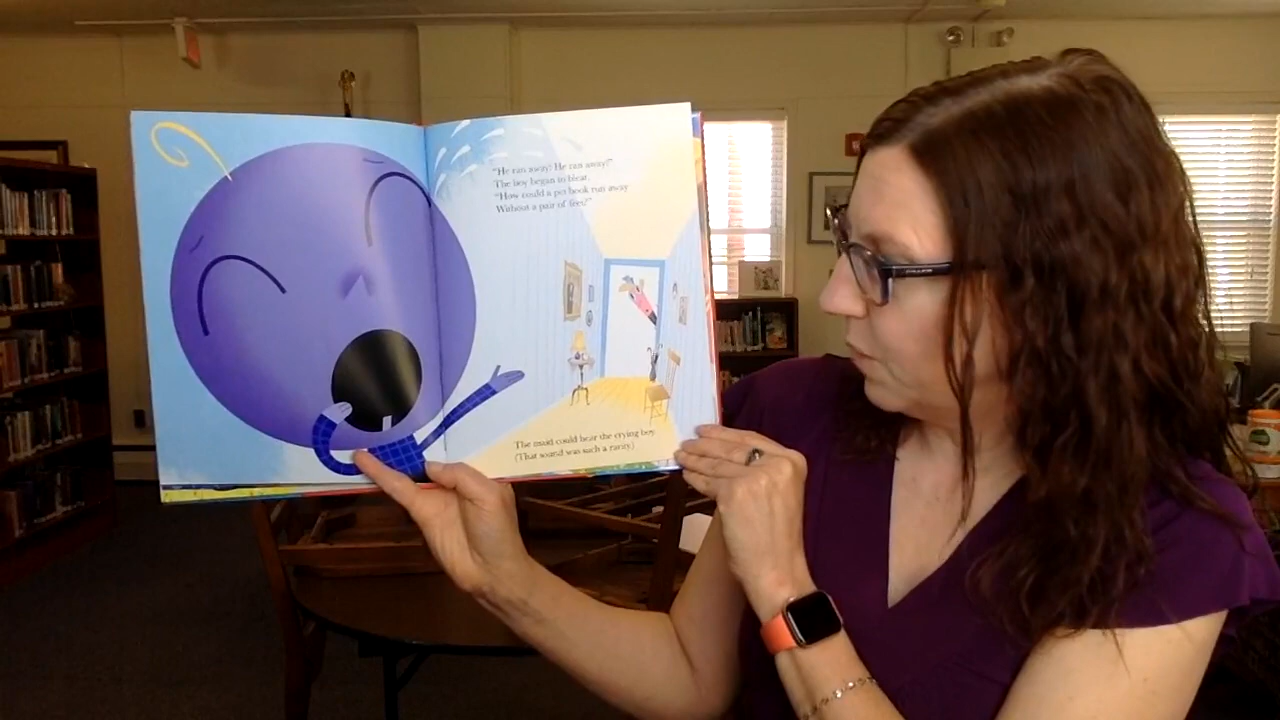 "He ran away! He ran away!"
The boy began to bleat.
"How could a pet book run away
Without a pair of feet?"
The maid could hear the crying boy.
(That sound was such a rarity.)